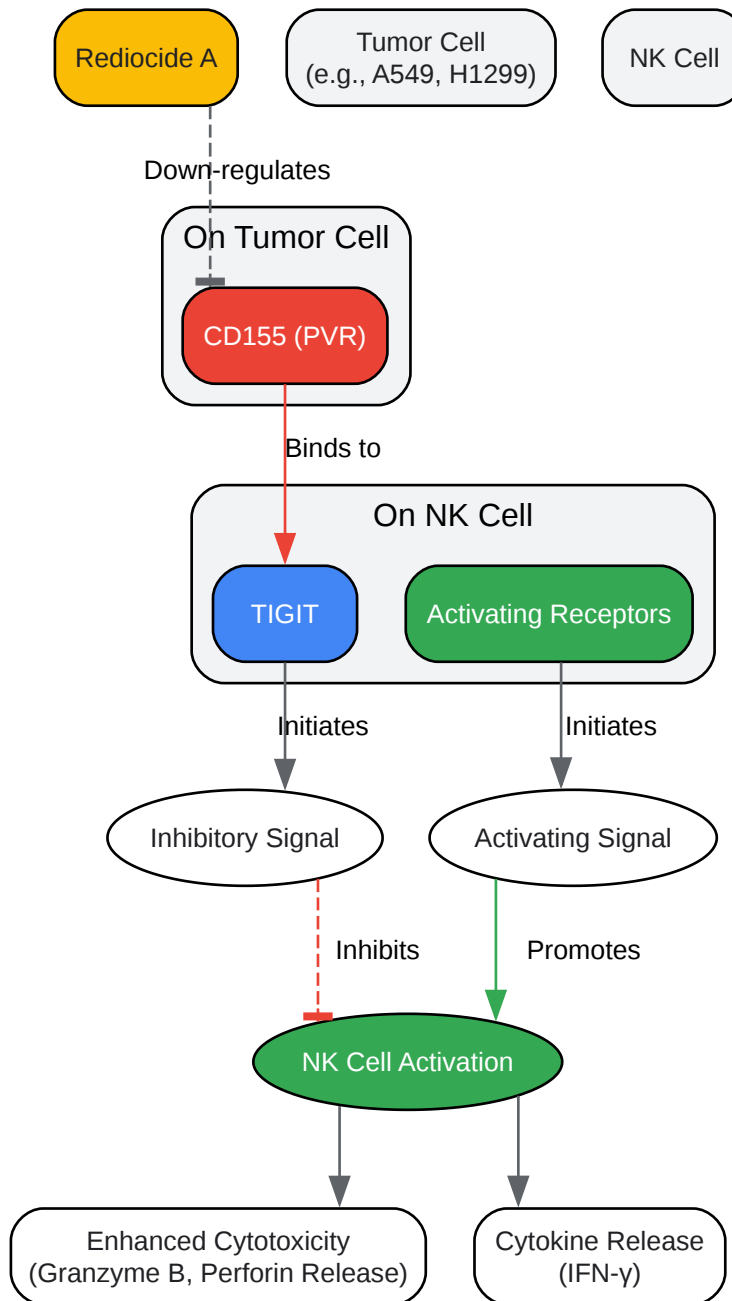 Rediocide A
Tumor Cell
(e.g., A549, H1299)
NK Cell
Down-regulates
On Tumor Cell
CD155 (PVR)
Binds to
On NK Cell
TIGIT
Activating Receptors
Initiates
Initiates
Inhibitory Signal
Activating Signal
Inhibits
Promotes
NK Cell Activation
Enhanced Cytotoxicity
(Granzyme B, Perforin Release)
Cytokine Release
(IFN-γ)